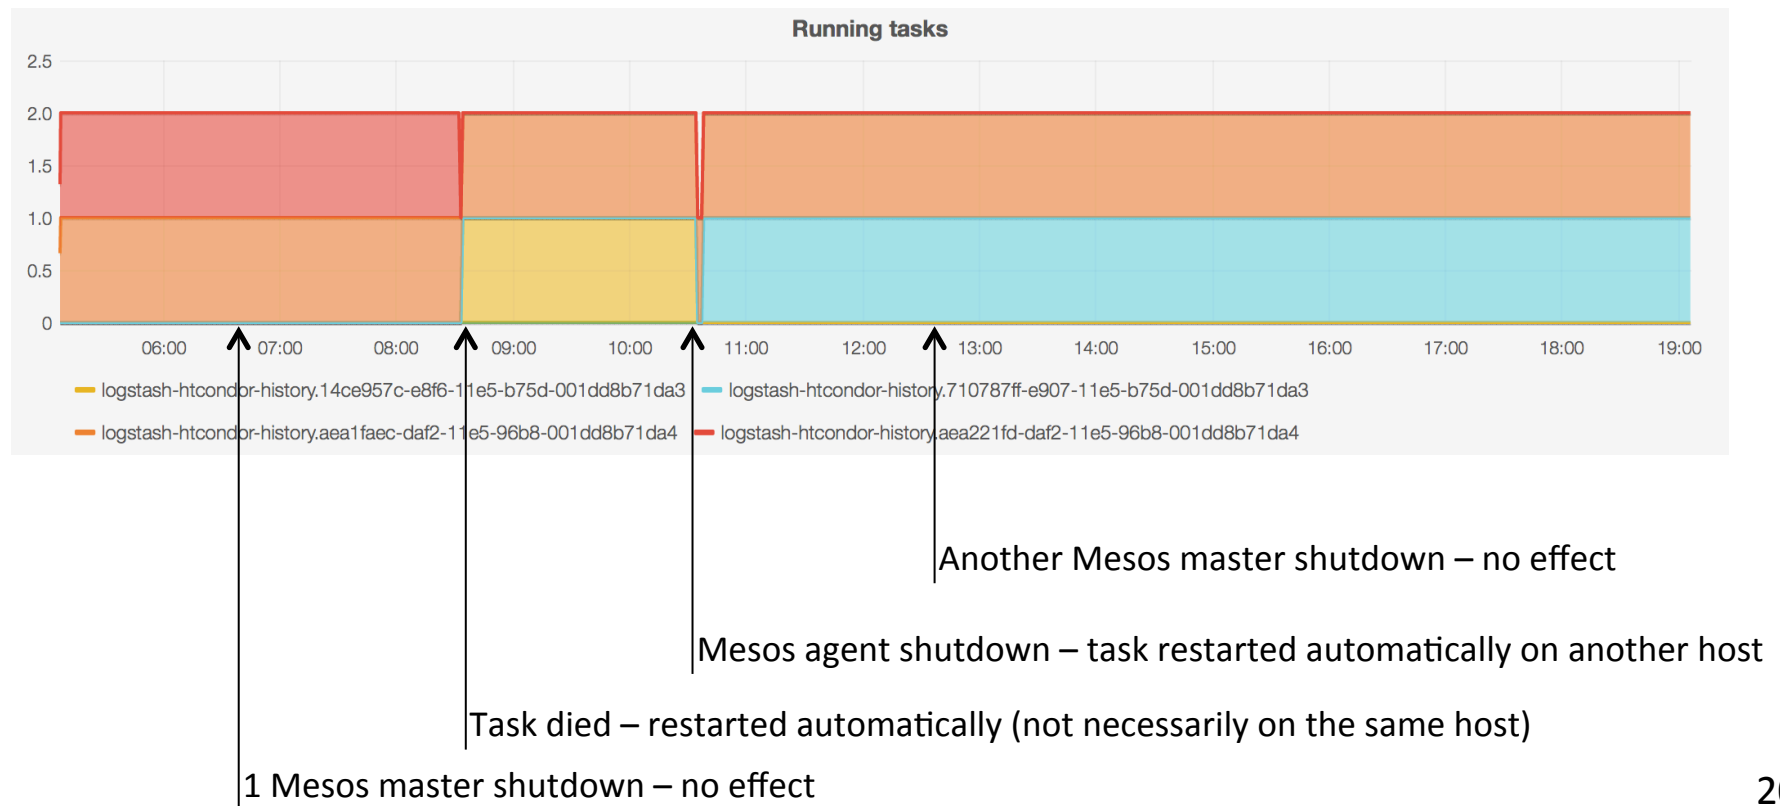 Running tasks
2.5
2.0
1.5
1.0
0.5
0
06:00 07:00 08:00 09:00 10:00 11:00 12:00 13:00 14:00 15:00 16:00 17:00 18:00 19:00
logstash-htcondor-history.14ce957c-e8f6-11e5-b75d-001dd8b71da3 logstash-htcondor-history.710787ff-e907-11e5-b75d-001dd8b71da3
logstash-htcondor-history.aea1faec-daf2-11e5-96b8-001dd8b71da4 logstash-htcondor-history.aea221fd-daf2-11e5-96b8-001dd8b71da4
Another Mesos master shutdown – no effect
Mesos agent shutdown – task restarted automatically on another host
Task died – restarted automatically (not necessarily on the same host)
1 Mesos master shutdown – no effect